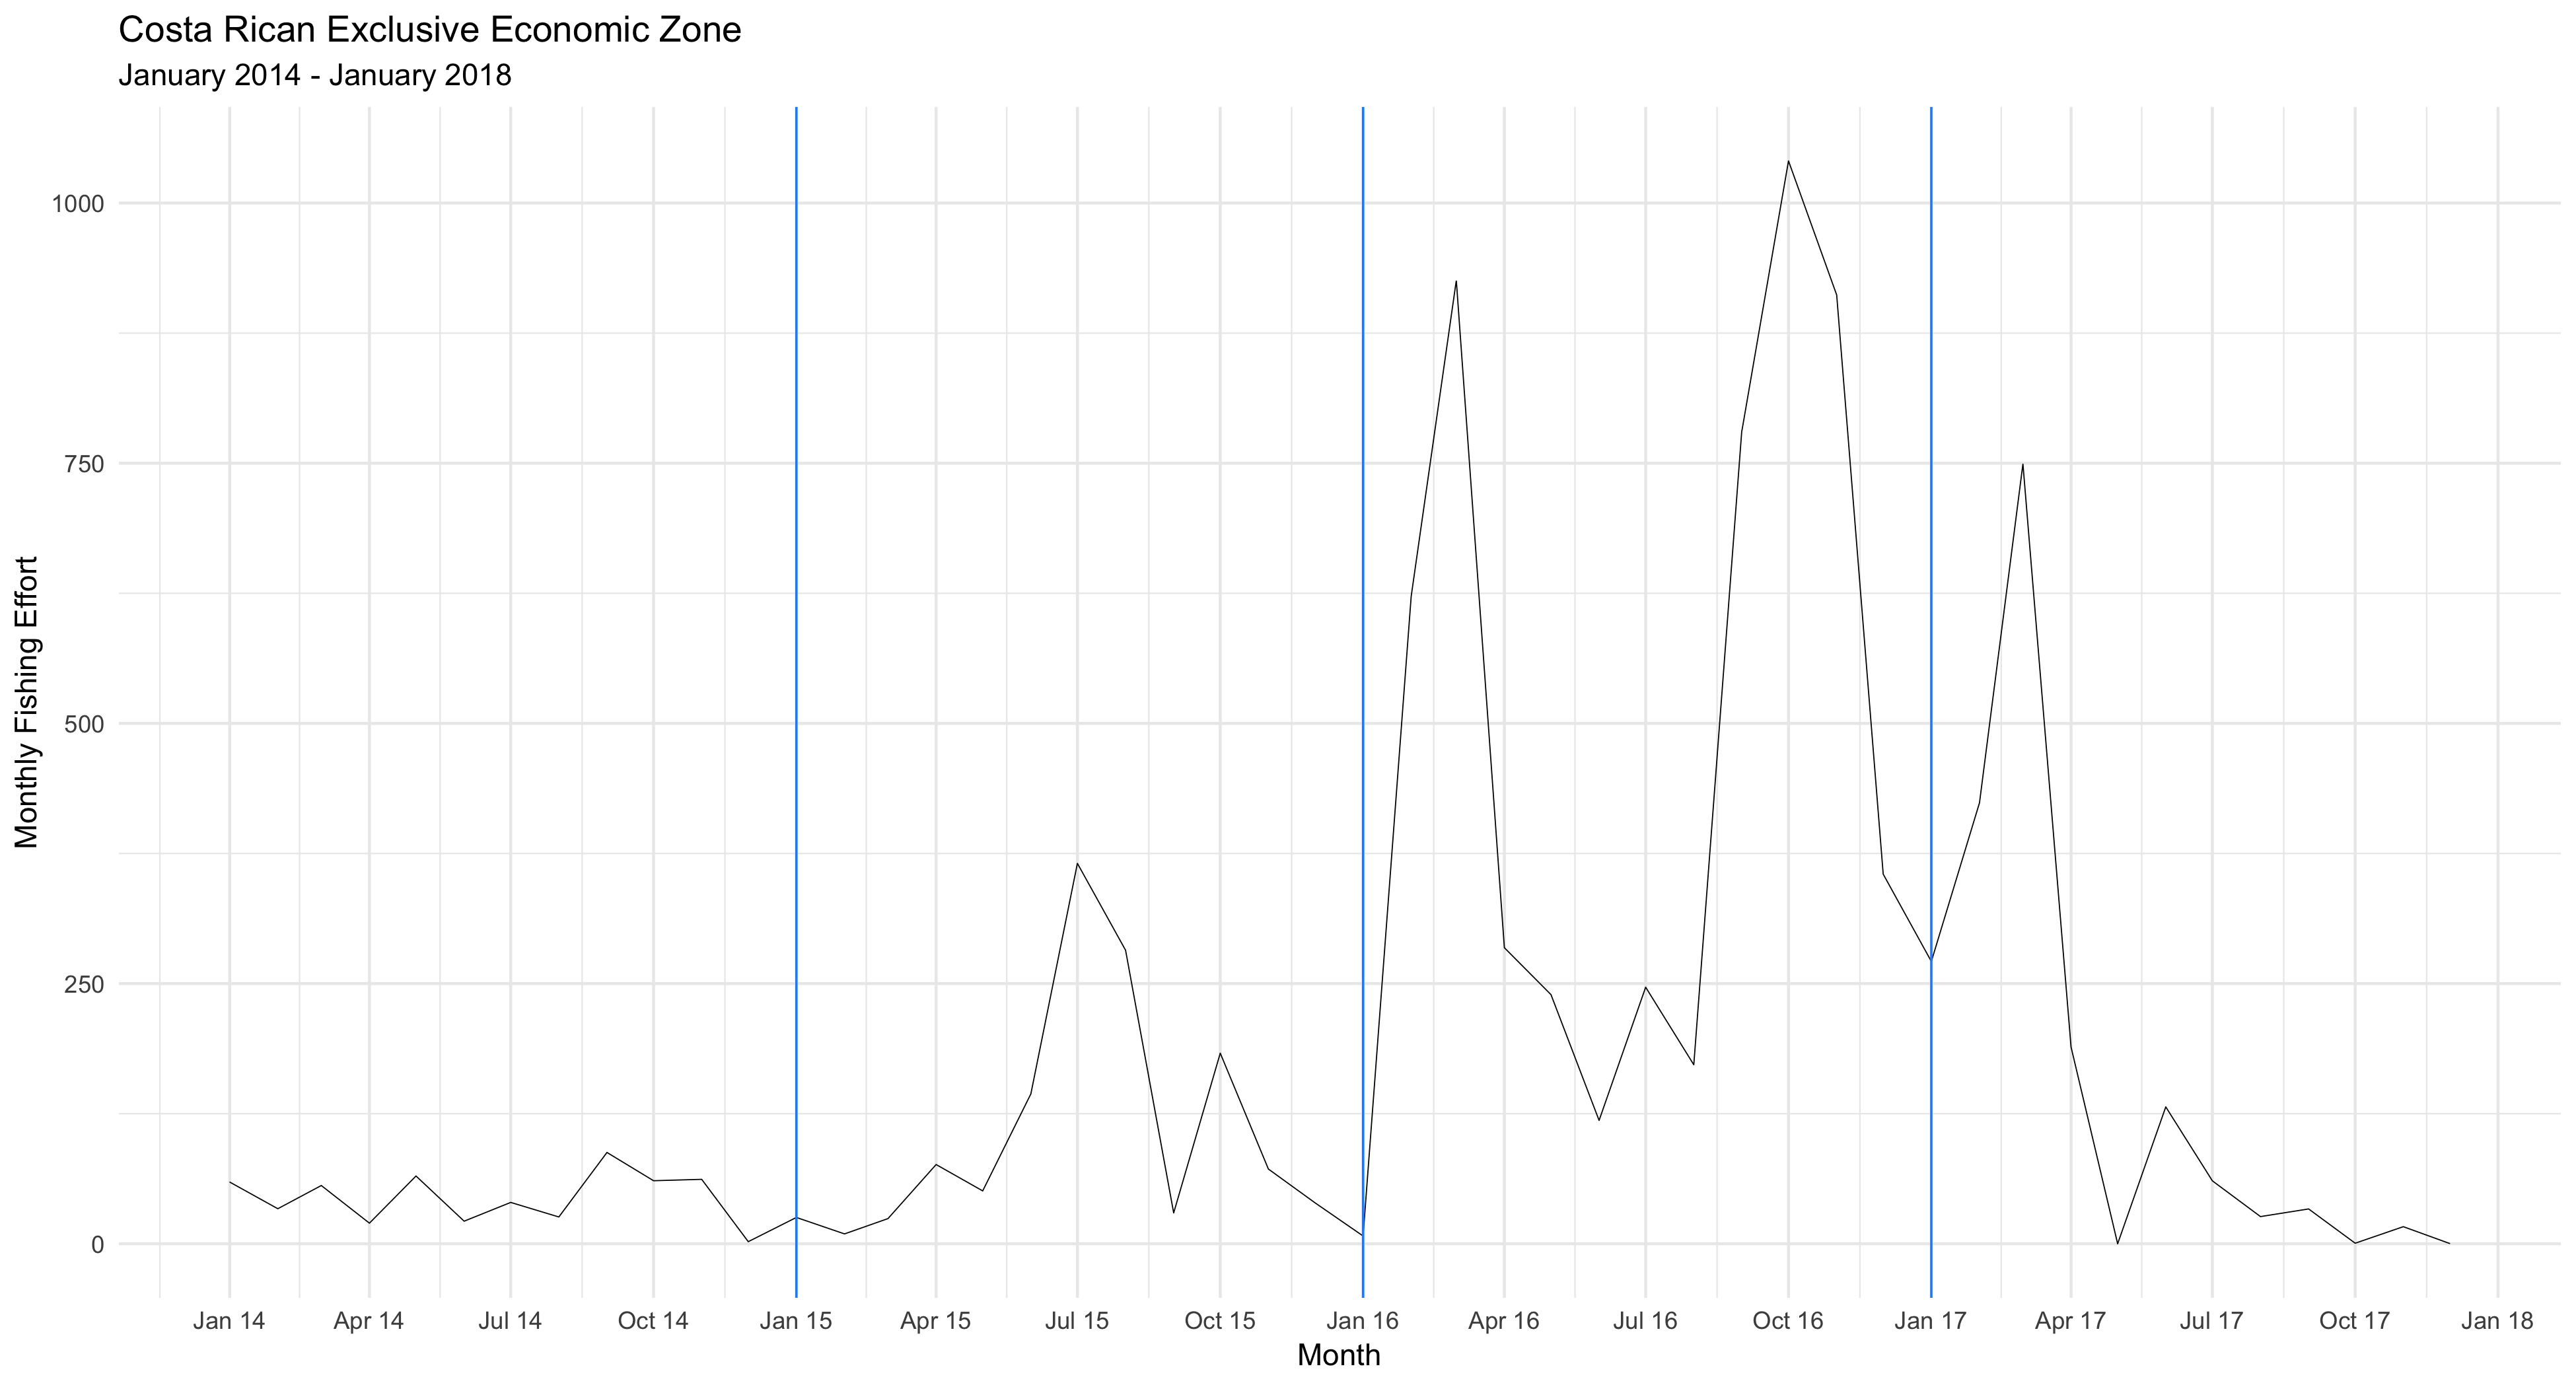 Costa Rican Exclusive Economic Zone
January 2014 - January 2018
1000
750
500
250
0
Monthly Fishing Effort
Jan 14 Apr 14 Jul 14 Oct 14 Jan 15 Apr 15 Jul 15 Oct 15 Jan 16 Apr 16 Jul 16 Oct 16 Jan 17 Apr 17 Jul 17 Oct 17 Jan 18
Month